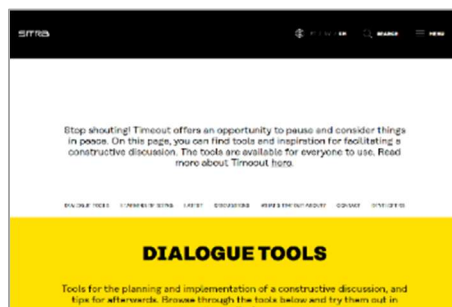 SITRA
EN SEARCH MENU
Stop shouting! Timeout offers an opportunity to pause and consider things
in peace. On this page, you can find tools and inspiration for facilitating a
constructive discussion. The tools are available for everyone to use. Read
more about Timeout here.
DIALOGUE TOOLS LATEST DISCUSSIONS CONTACT DEVELOPERS
DIALOGUE TOOLS
Tools for the planning and implementation of a constructive discussion, and
tips for afterwards. Browse through the tools below and try them out in